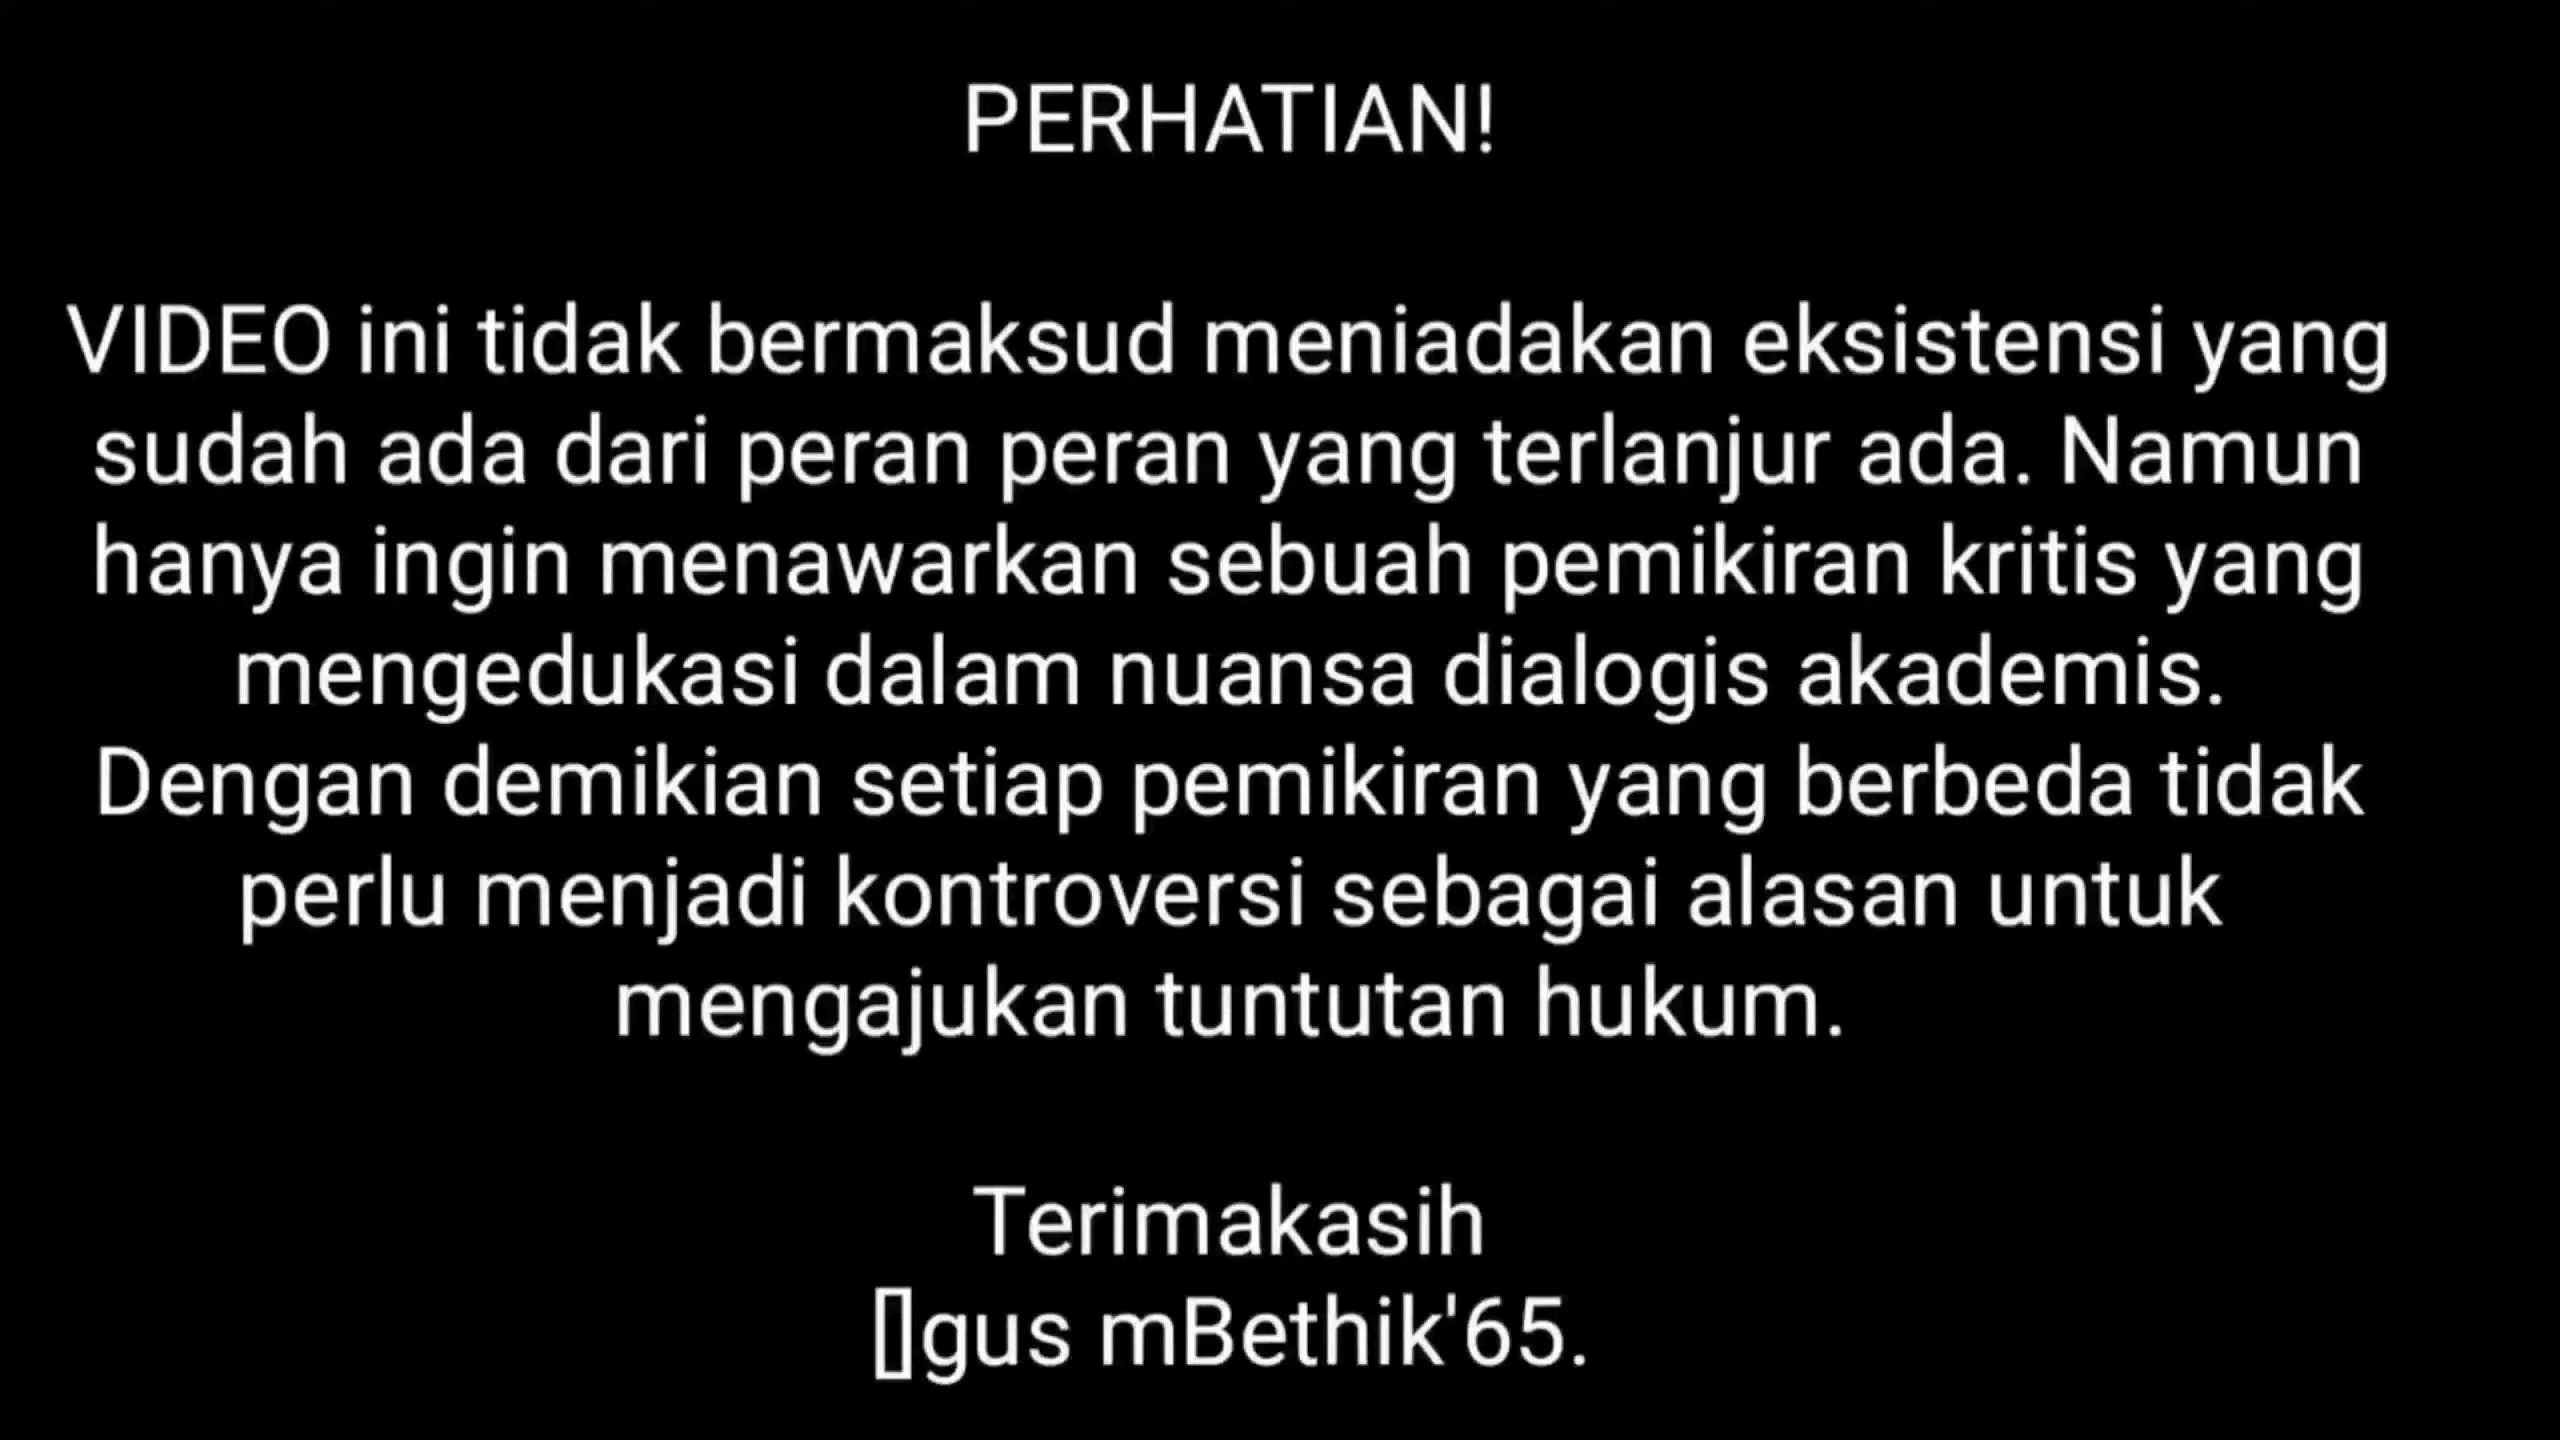 PERHATIAN!
VIDEO ini tidak bermaksud meniadakan eksistensi yang
sudah ada dari peran peran yang terlanjur ada. Namun
hanya ingin menawarkan sebuah pemikiran kritis yang
mengedukasi dalam nuansa dialogis akademis.
Dengan demikian setiap pemikiran yang berbeda tidak
perlu menjadi kontroversi sebagai alasan untuk
mengajukan tuntutan hukum.
Terimakasih
▯gus mBethik'65.